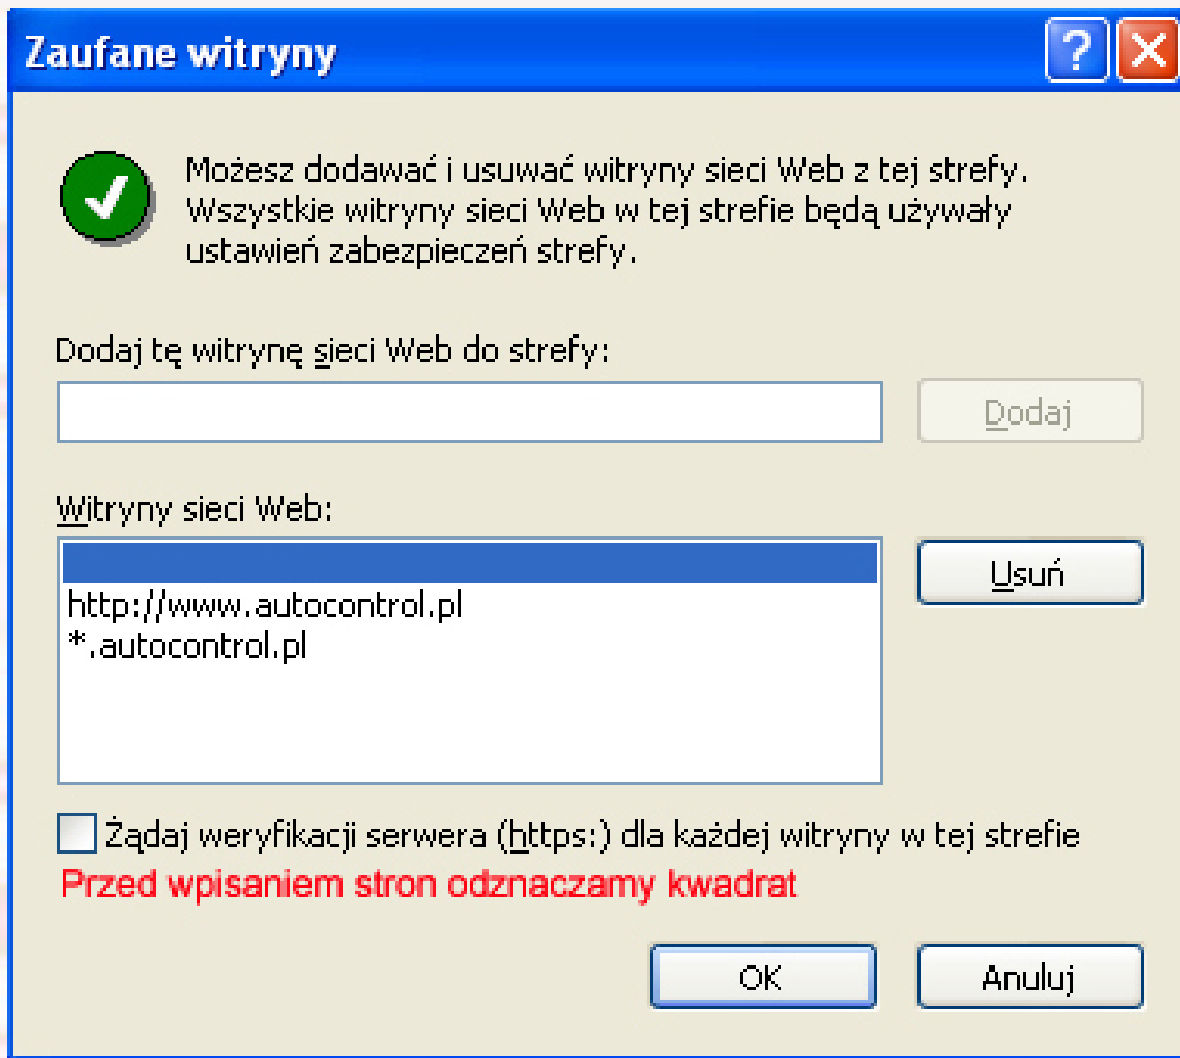 Zaufane witryny
Możesz dodawać i usuwać witryny sieci Web z tej strefy.
Wszystkie witryny sieci Web w tej strefie będą używały
ustawień zabezpieczeń strefy.
Dodaj tę witrynę sieci Web do strefy:
Dodaj
Witryny sieci Web:
Usuń
http://www.autocontrol.pl
*.autocontrol.pl
Żądaj weryfikacji serwera (https:) dla każdej witryny w tej strefie
Przed wpisaniem stron odznaczamy kwadrat
OK
Anuluj